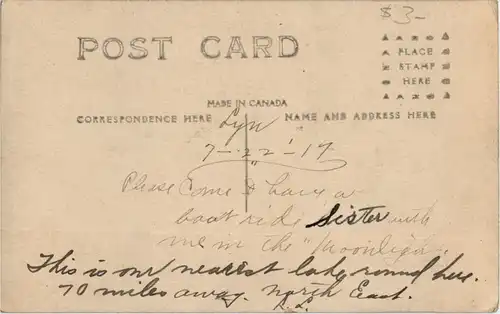 $3-
POST CARD
PLACE
STAMP
HERE
MADE IN CANADA
CORRESPONDENCE HERE
NAME AND ADDRESS HERE
Lyn
7-22-'17
Please Come & have a
boat ride Sister with
me in the "Moonlight.
This is our nearest lake round here.
70 miles away. north East.